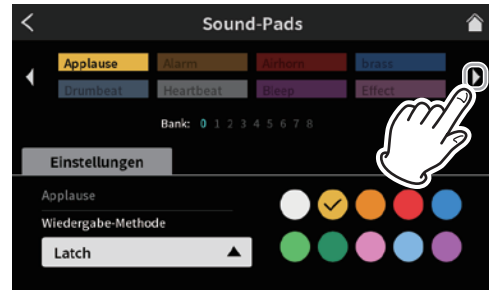 Sound-Pads
Applause Alarm Airhorn brass
Drumbeat Heartbeat Bleep Effect
Bank: 0 1 2 3 4 5 6 7 8
Einstellungen
Applause
Wiedergabe-Methode
Latch